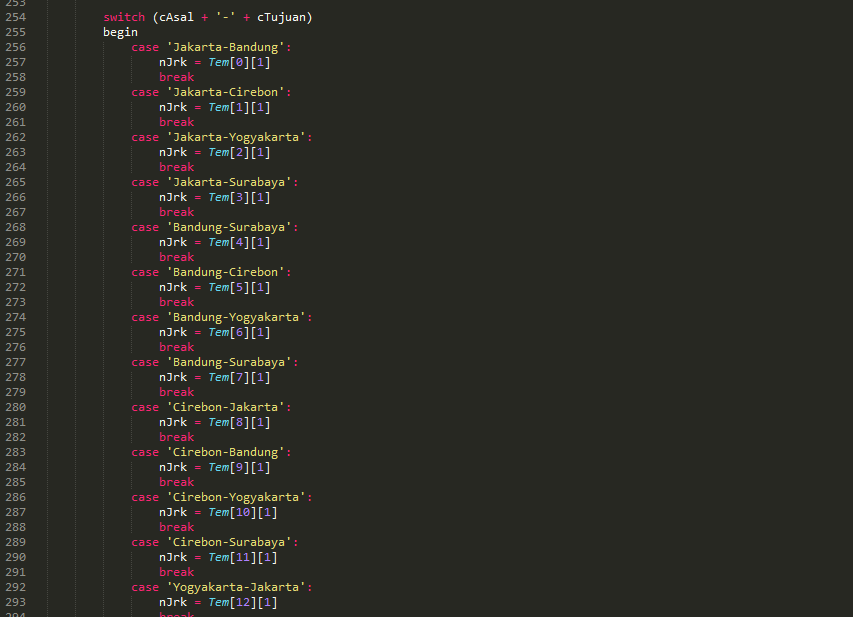 253
254 switch (cAsal + '-' + cTujuan)
255 begin
256 case 'Jakarta-Bandung':
257 nJrk = Tem[0][1]
258 break
259 case 'Jakarta-Cirebon':
260 nJrk = Tem[1][1]
261 break
262 case 'Jakarta-Yogyakarta':
263 nJrk = Tem[2][1]
264 break
265 case 'Jakarta-Surabaya':
266 nJrk = Tem[3][1]
267 break
268 case 'Bandung-Surabaya':
269 nJrk = Tem[4][1]
270 break
271 case 'Bandung-Cirebon':
272 nJrk = Tem[5][1]
273 break
274 case 'Bandung-Yogyakarta':
275 nJrk = Tem[6][1]
276 break
277 case 'Bandung-Surabaya':
278 nJrk = Tem[7][1]
279 break
280 case 'Cirebon-Jakarta':
281 nJrk = Tem[8][1]
282 break
283 case 'Cirebon-Bandung':
284 nJrk = Tem[9][1]
285 break
286 case 'Cirebon-Yogyakarta':
287 nJrk = Tem[10][1]
288 break
289 case 'Cirebon-Surabaya':
290 nJrk = Tem[11][1]
291 break
292 case 'Yogyakarta-Jakarta':
293 nJrk = Tem[12][1]
294 break